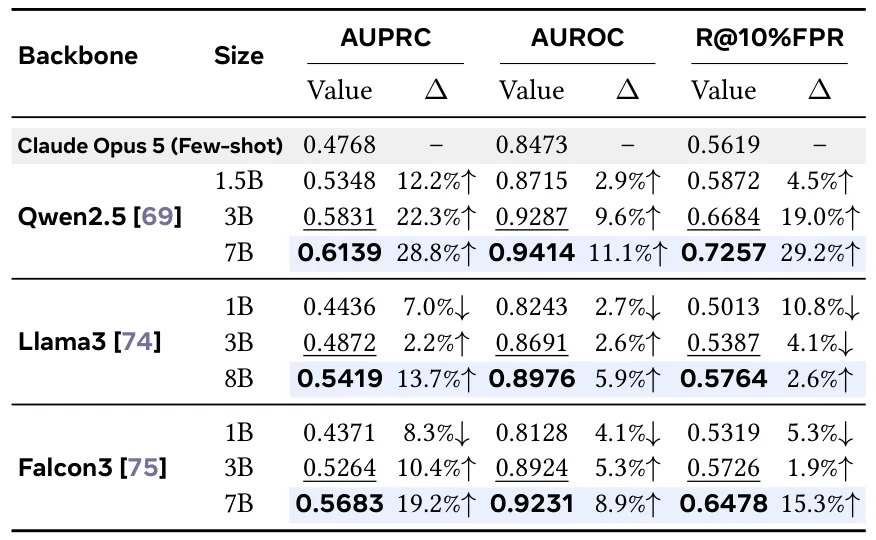 Backbone Size AUPRC AUROC R@10%FPR
Value Δ Value Δ Value Δ
Claude Opus 5 (Few-shot) 0.4768 – 0.8473 – 0.5619 –
1.5B 0.5348 12.2%↑ 0.8715 2.9%↑ 0.5872 4.5%↑
Qwen2.5 [69] 3B 0.5831 22.3%↑ 0.9287 9.6%↑ 0.6684 19.0%↑
7B 0.6139 28.8%↑ 0.9414 11.1%↑ 0.7257 29.2%↑
1B 0.4436 7.0%↓ 0.8243 2.7%↓ 0.5013 10.8%↓
Llama3 [74] 3B 0.4872 2.2%↑ 0.8691 2.6%↑ 0.5387 4.1%↓
8B 0.5419 13.7%↑ 0.8976 5.9%↑ 0.5764 2.6%↑
1B 0.4371 8.3%↓ 0.8128 4.1%↓ 0.5319 5.3%↓
Falcon3 [75] 3B 0.5264 10.4%↑ 0.8924 5.3%↑ 0.5726 1.9%↑
7B 0.5683 19.2%↑ 0.9231 8.9%↑ 0.6478 15.3%↑